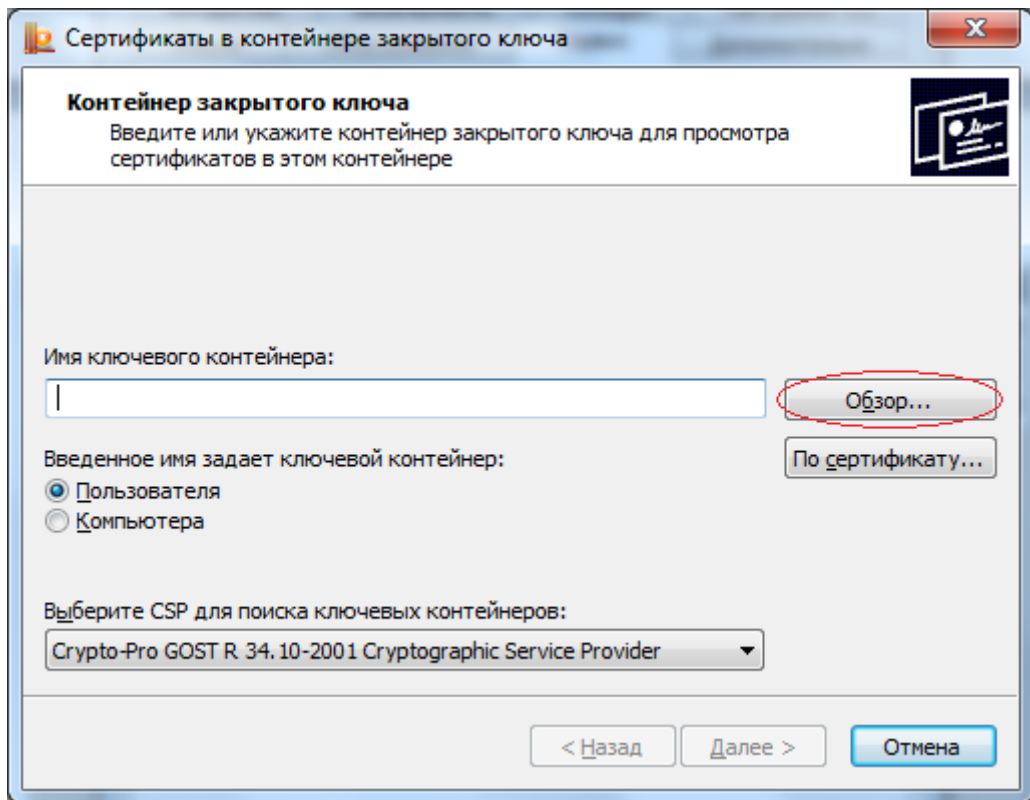 Сертификаты в контейнере закрытого ключа
Контейнер закрытого ключа
Введите или укажите контейнер закрытого ключа для просмотра
сертификатов в этом контейнере
Имя ключевого контейнера:
Обзор...
Введенное имя задает ключевой контейнер:
По сертификату...
Пользователя
Компьютера
Выберите CSP для поиска ключевых контейнеров:
Crypto-Pro GOST R 34.10-2001 Cryptographic Service Provider
< Назад
Далее >
Отмена